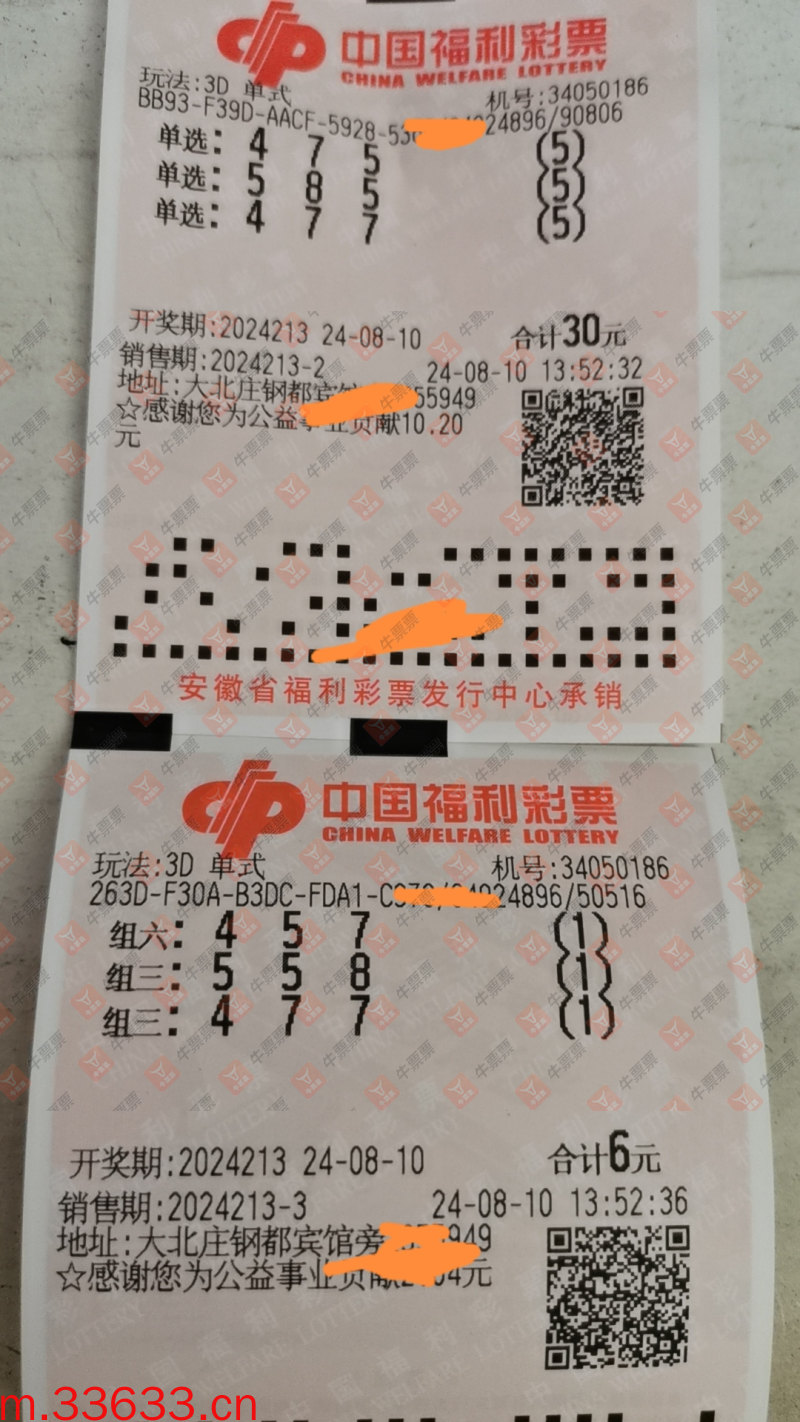 中国福利彩票
CHINA WELFARE LOTTERY
玩法:3D 单式 机号:34050186
BB93-F39D-AACF-5928-53 24896/90806
单选: 4 7 5 (5)
单选: 5 8 5 (5)
单选: 4 7 7 (5)
开奖期:2024213 24-08-10 合计30元
销售期:2024213-2 24-08-10 13:52:32
地址:大北庄钢都宾馆 55949
☆感谢您为公益事业贡献10.20
元
安徽省福利彩票发行中心承销
中国福利彩票
CHINA WELFARE LOTTERY
玩法:3D 单式 机号:34050186
263D-F30A-B3DC-FDA1-C 24896/50516
组六: 4 5 7 (1)
组三: 5 5 8 (1)
组三: 4 7 7 (1)
开奖期:2024213 24-08-10 合计6元
销售期:2024213-3 24-08-10 13:52:36
地址:大北庄钢都宾馆旁 949
☆感谢您为公益事业贡献2.04元
牛票票
m.33633.cn